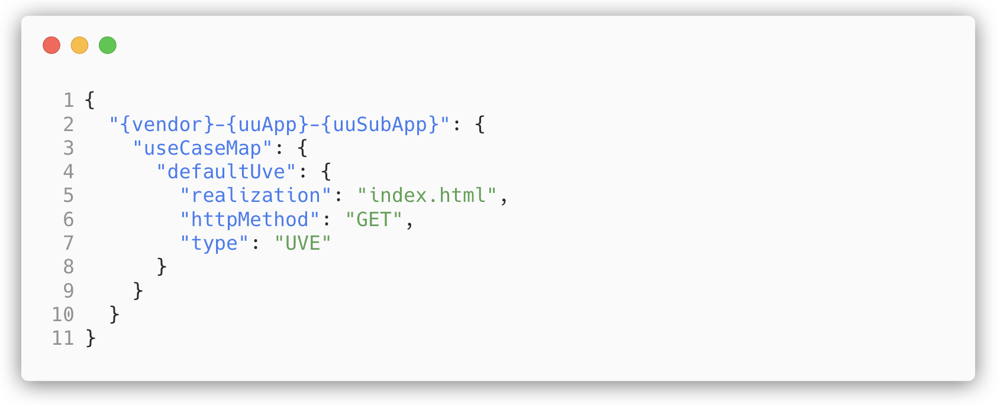 1 {
2   "{vendor}-{uuApp}-{uuSubApp}": {
3     "useCaseMap": {
4       "defaultUve": {
5         "realization": "index.html",
6         "httpMethod": "GET",
7         "type": "UVE"
8       }
9     }
10   }
11 }